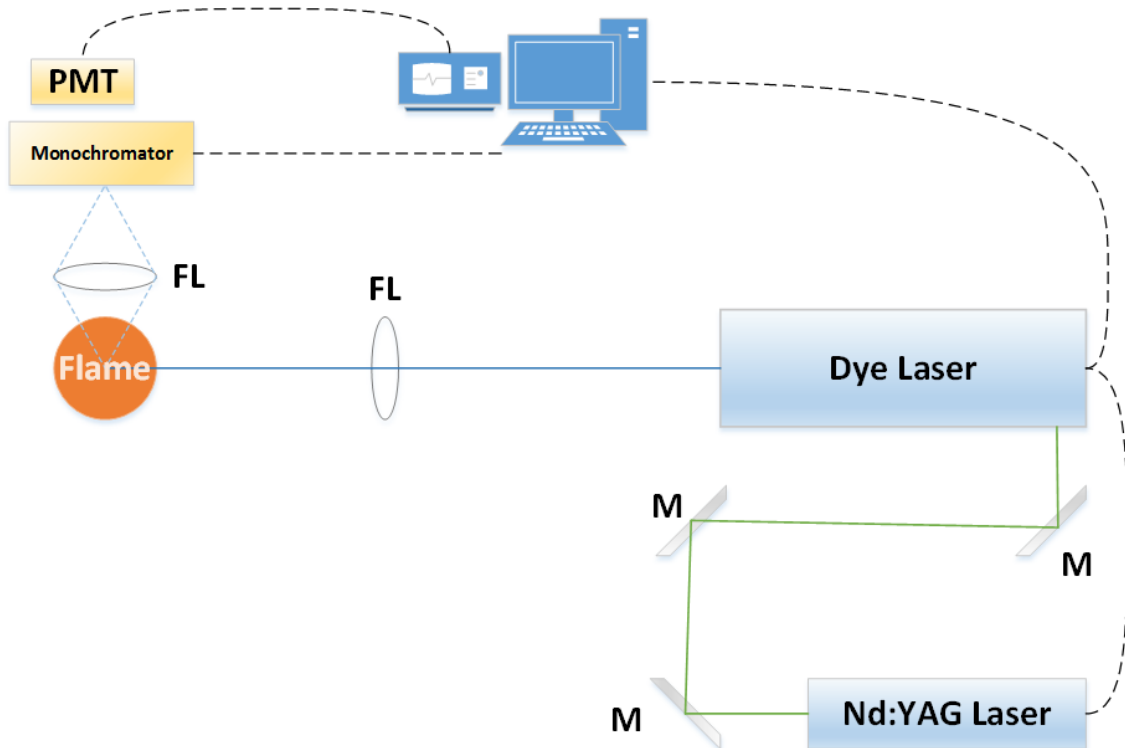 PMT
Monochromator
FL
FL
Flame
Dye Laser
M
M
M
Nd:YAG Laser